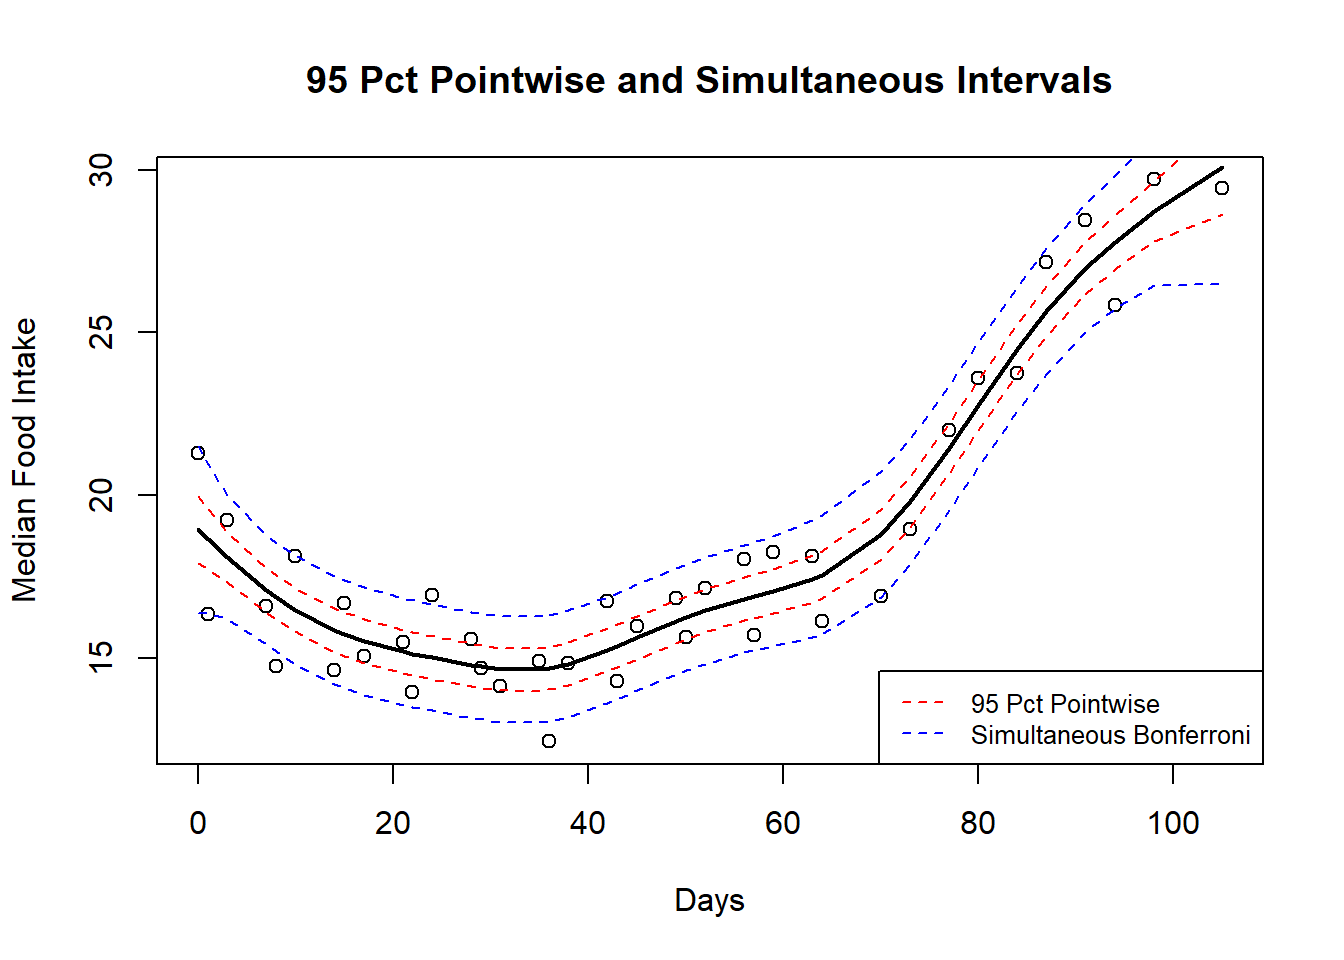 95 Pct Pointwise and Simultaneous Intervals
Median Food Intake
30
25
20
15
95 Pct Pointwise
Simultaneous Bonferroni
0 20 40 60 80 100
Days